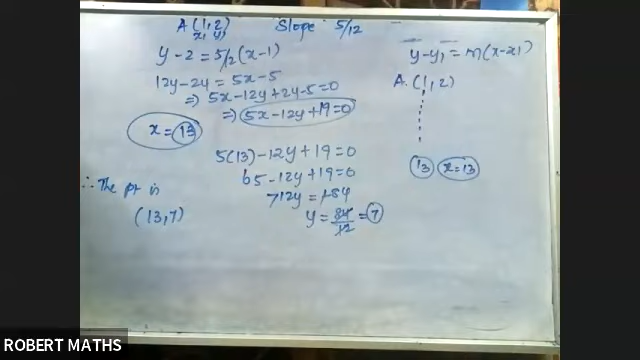 A (1, 2) Slope : 5/12
x₁ y₁
y - 2 = 5/12 (x-1)
12y - 24 = 5x - 5
=> 5x - 12y + 24 - 5 = 0
=> 5x - 12y + 19 = 0
x = 13
5(13) - 12y + 19 = 0
65 - 12y + 19 = 0
-12y = -84
y = 84/12 = 7
∴ The pt is
(13, 7)
y - y₁ = m(x - x₁)
A (1, 2)
13 x = 13
ROBERT MATHS